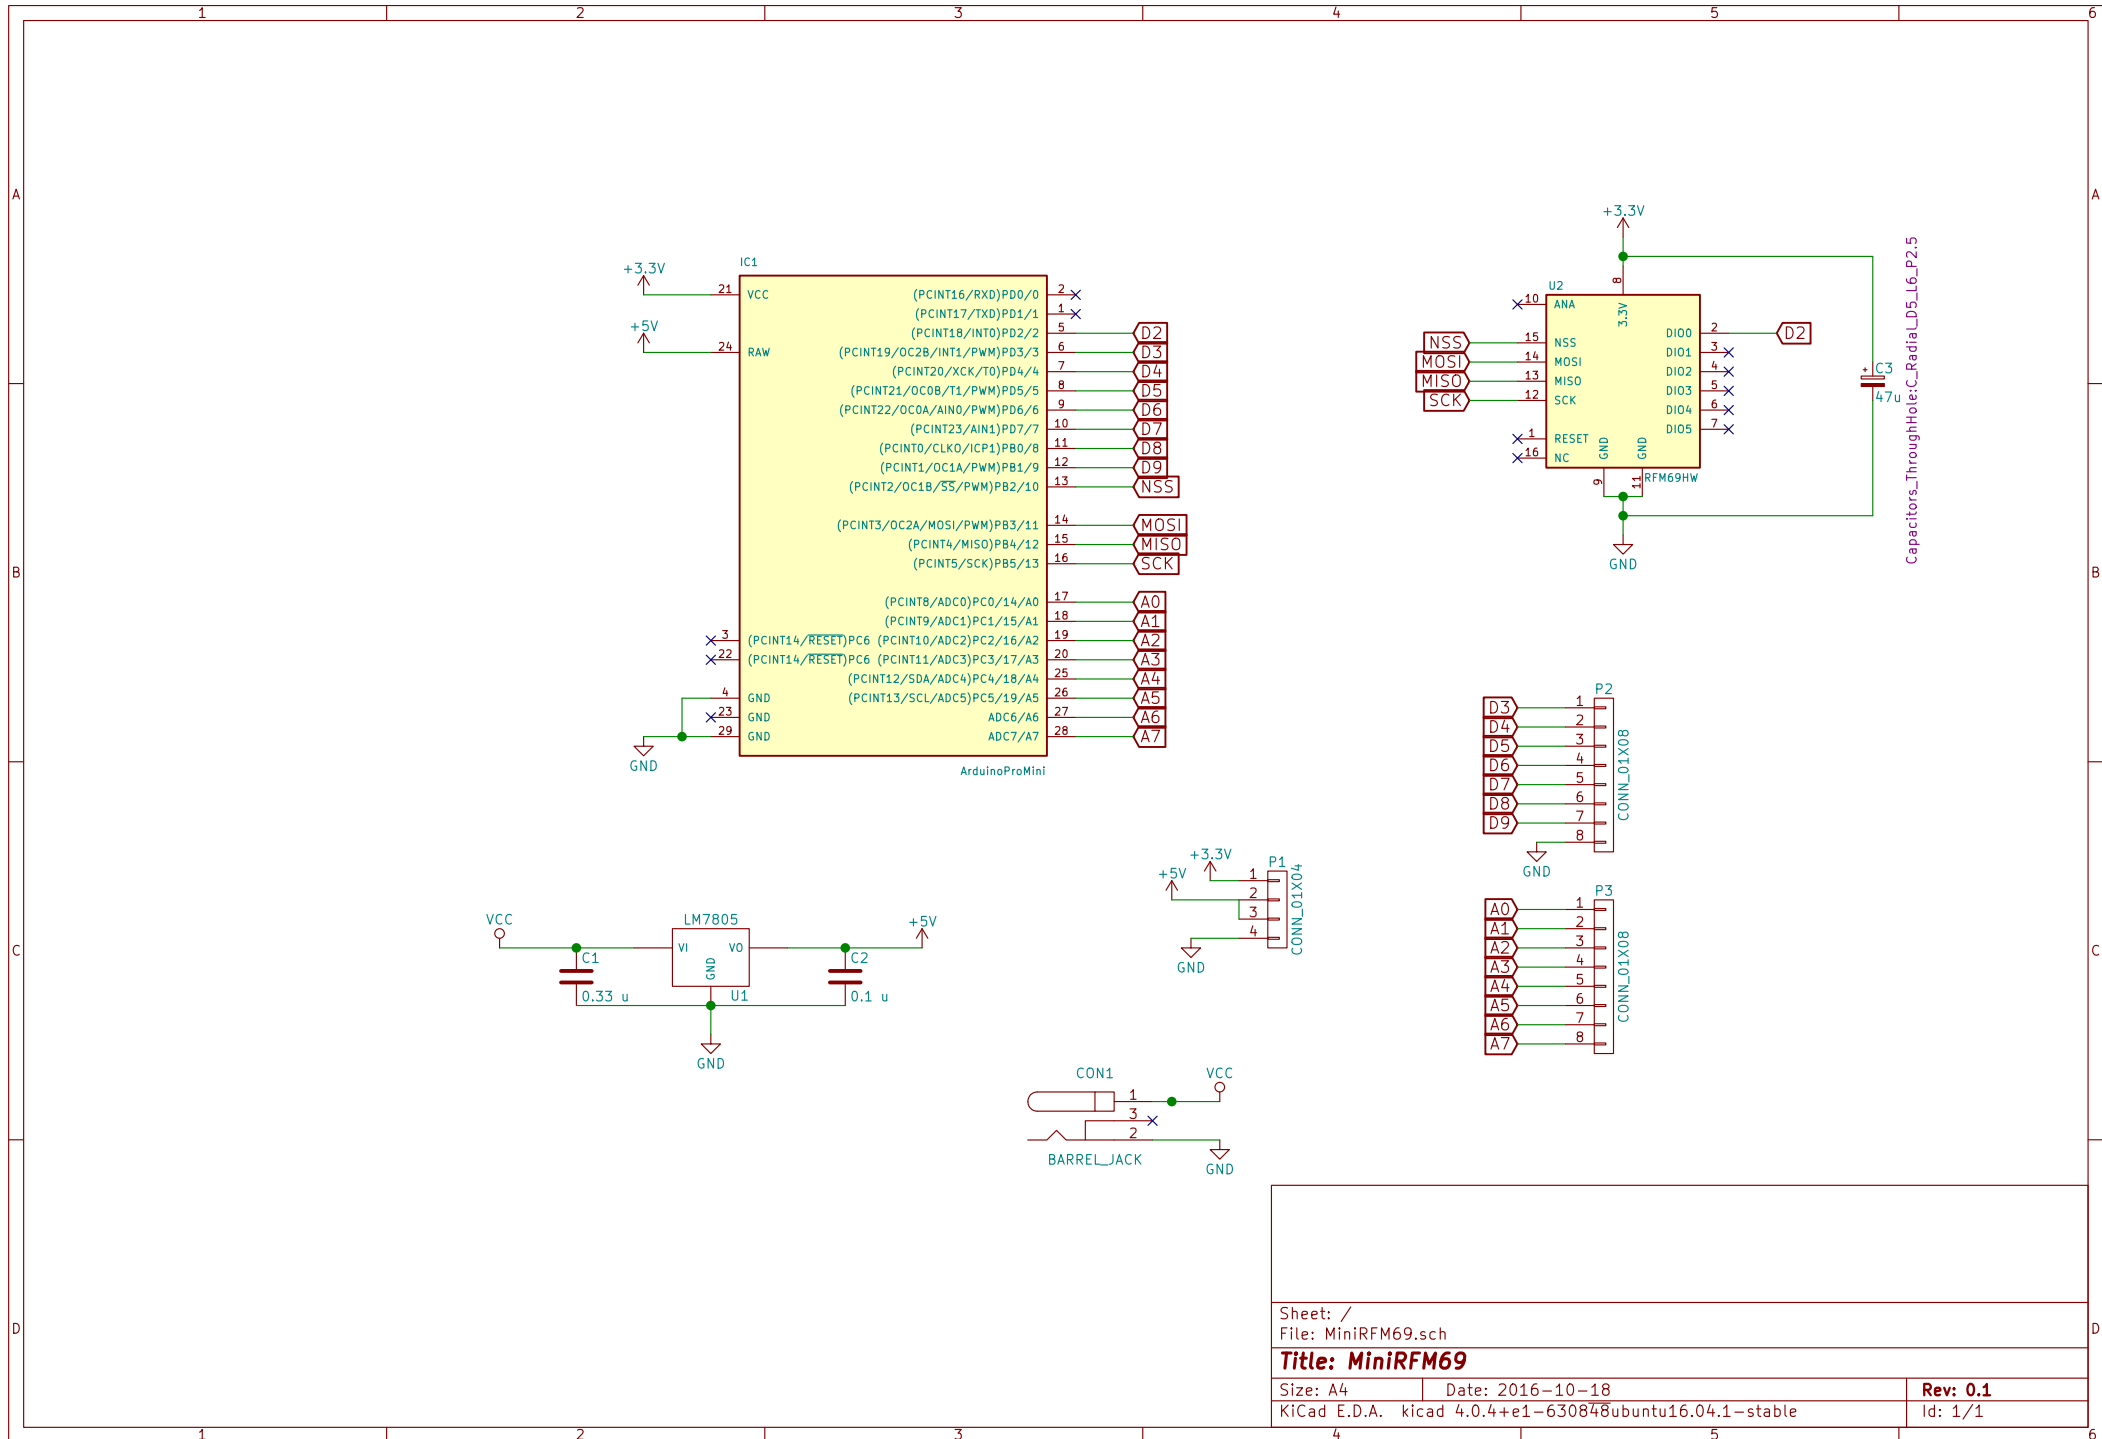 1 2 3 4 5 6
A A
B B
C C
D D
1 2 3 4 5 6
IC1
+3.3V
+5V
21 VCC
24 RAW
3 (PCINT14/RESET)PC6
22 (PCINT14/RESET)PC6
4 GND
23 GND
29 GND
GND
(PCINT16/RXD)PD0/0 2
(PCINT17/TXD)PD1/1 1
(PCINT18/INT0)PD2/2 5 D2
(PCINT19/OC2B/INT1/PWM)PD3/3 6 D3
(PCINT20/XCK/T0)PD4/4 7 D4
(PCINT21/OC0B/T1/PWM)PD5/5 8 D5
(PCINT22/OC0A/AIN0/PWM)PD6/6 9 D6
(PCINT23/AIN1)PD7/7 10 D7
(PCINT0/CLKO/ICP1)PB0/8 11 D8
(PCINT1/OC1A/PWM)PB1/9 12 D9
(PCINT2/OC1B/SS/PWM)PB2/10 13 NSS
(PCINT3/OC2A/MOSI/PWM)PB3/11 14 MOSI
(PCINT4/MISO)PB4/12 15 MISO
(PCINT5/SCK)PB5/13 16 SCK
(PCINT8/ADC0)PC0/14/A0 17 A0
(PCINT9/ADC1)PC1/15/A1 18 A1
(PCINT10/ADC2)PC2/16/A2 19 A2
(PCINT11/ADC3)PC3/17/A3 20 A3
(PCINT12/SDA/ADC4)PC4/18/A4 25 A4
(PCINT13/SCL/ADC5)PC5/19/A5 26 A5
ADC6/A6 27 A6
ADC7/A7 28 A7
ArduinoProMini
+3.3V
8
3.3V
U2
10 ANA
NSS 15 NSS
MOSI 14 MOSI
MISO 13 MISO
SCK 12 SCK
1 RESET
16 NC
DIO0 2 D2
DIO1 3
DIO2 4
DIO3 5
DIO4 6
DIO5 7
GND GND
9 11
RFM69HW
GND
+ C3
47u
Capacitors_ThroughHole:C_Radial_D5_L6_P2.5
P2
D3 1
D4 2
D5 3
D6 4
D7 5
D8 6
D9 7
8
GND
CONN_01X08
P3
A0 1
A1 2
A2 3
A3 4
A4 5
A5 6
A6 7
A7 8
CONN_01X08
+3.3V
+5V
P1
1
2
3
4
GND
CONN_01X04
VCC
LM7805
+5V
VI VO
GND
C1
0.33 u
U1
C2
0.1 u
GND
CON1
VCC
1
3
2
BARREL_JACK
GND
Sheet: /
File: MiniRFM69.sch
Title: MiniRFM69
Size: A4 Date: 2016-10-18 Rev: 0.1
KiCad E.D.A. kicad 4.0.4+e1-630848ubuntu16.04.1-stable Id: 1/1